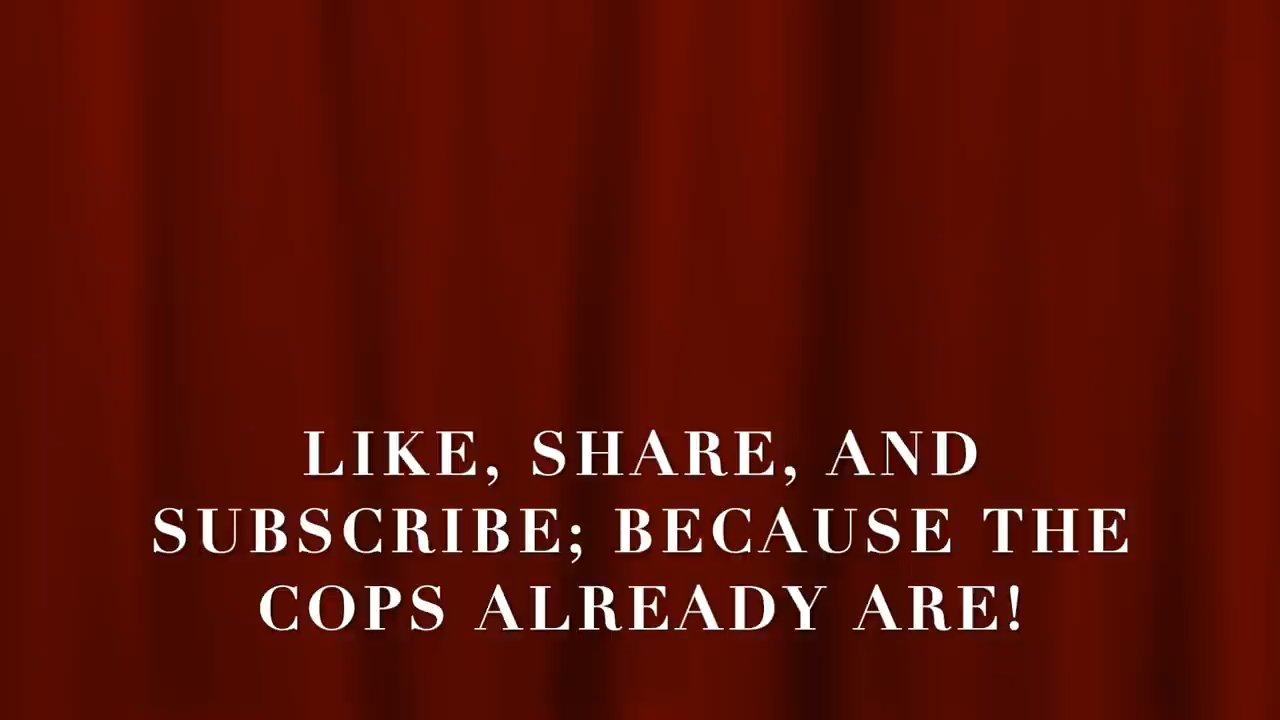 LIKE, SHARE, AND
SUBSCRIBE; BECAUSE THE
COPS ALREADY ARE!